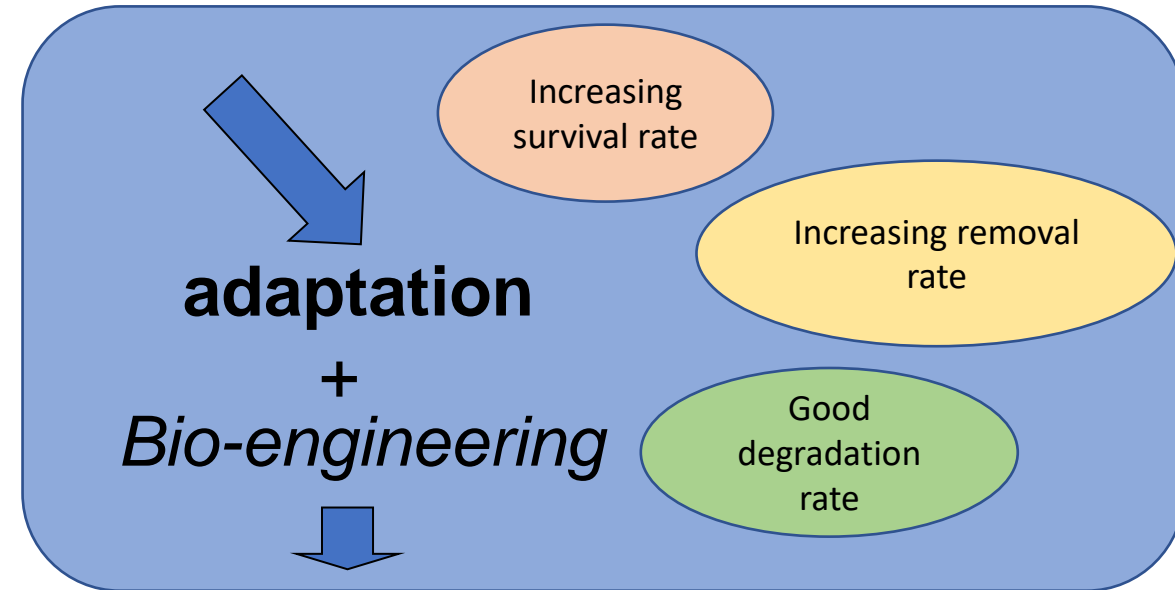 Increasing
survival rate
Increasing removal
rate
adaptation
+
Bio-engineering
Good
degradation
rate